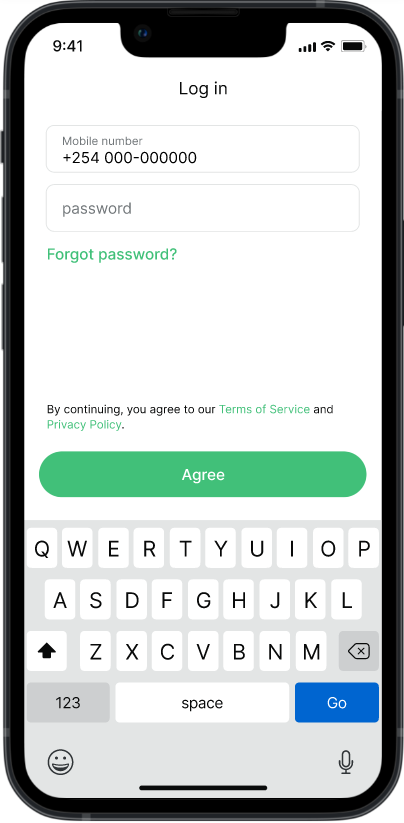 9:41
Log in
Mobile number
+254 000-000000
password
Forgot password?
By continuing, you agree to our Terms of Service and
Privacy Policy.
Agree
Q W E R T Y U I O P
A S D F G H J K L
Z X C V B N M
123 space Go